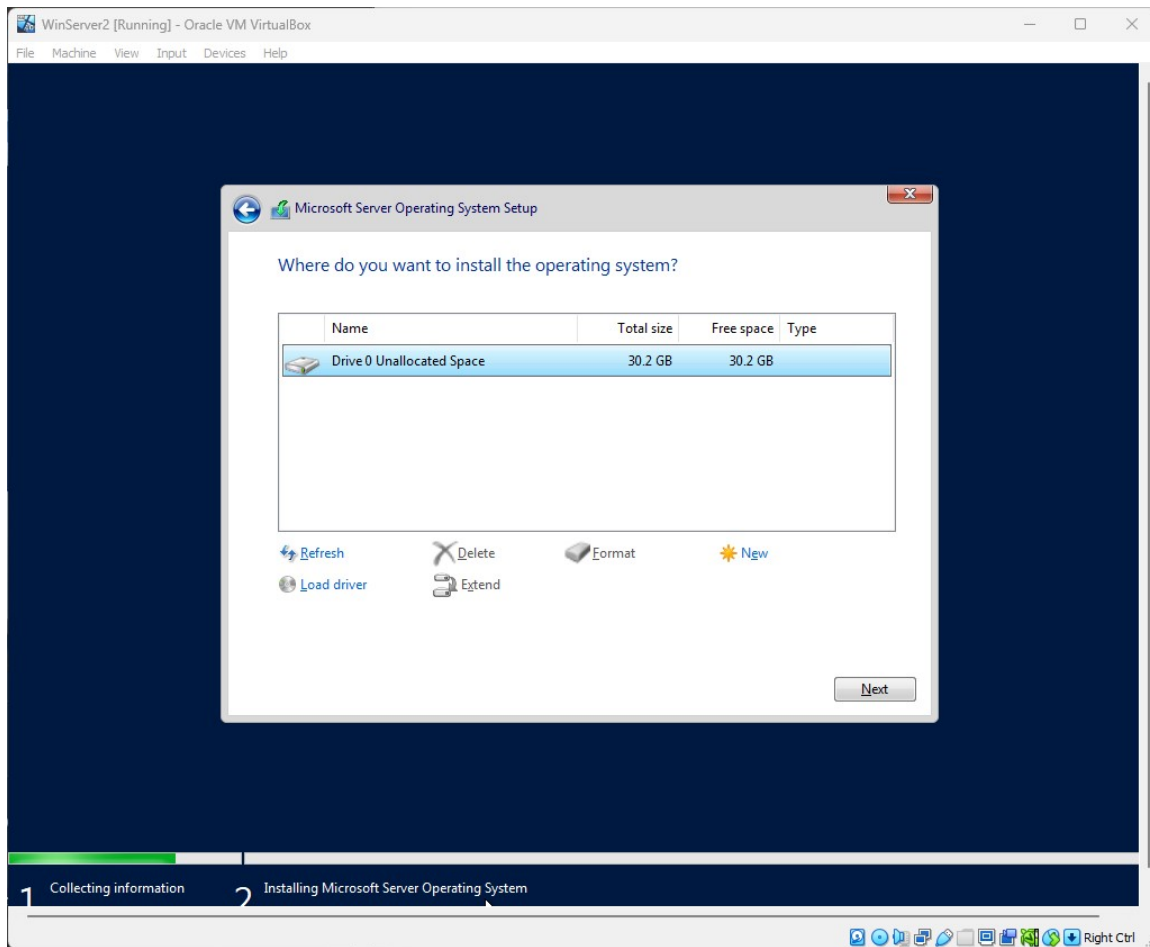 WinServer2 [Running] - Oracle VM VirtualBox
File Machine View Input Devices Help
Microsoft Server Operating System Setup
Where do you want to install the operating system?
Name Total size Free space Type
Drive 0 Unallocated Space 30.2 GB 30.2 GB
Refresh Delete Format New
Load driver Extend
Next
1 Collecting information 2 Installing Microsoft Server Operating System
Right Ctrl